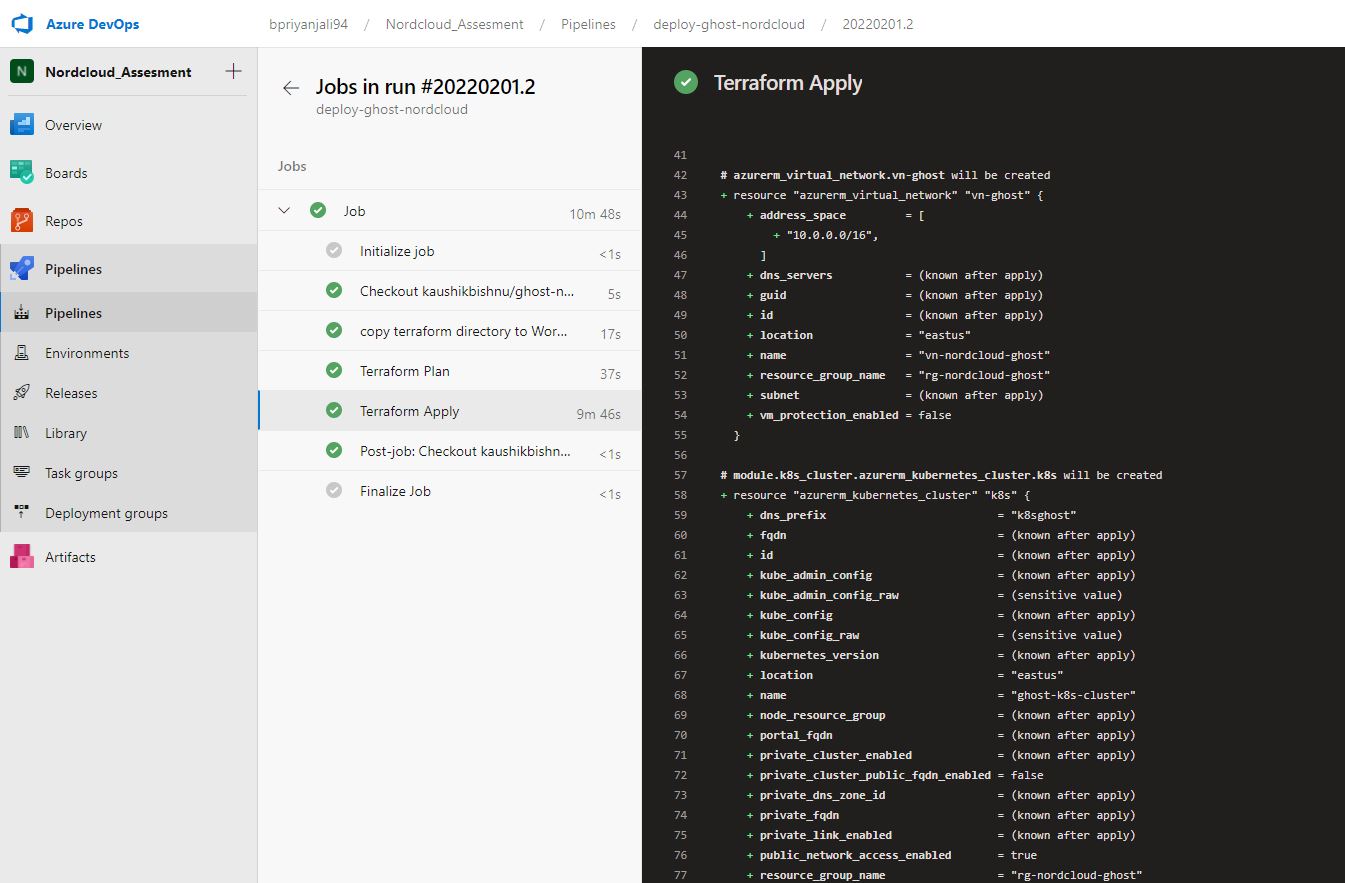 Azure DevOps
bpriyanjali94 / Nordcloud_Assesment / Pipelines / deploy-ghost-nordcloud / 20220201.2
N Nordcloud_Assesment +
Overview
Boards
Repos
Pipelines
Pipelines
Environments
Releases
Library
Task groups
Deployment groups
Artifacts
Jobs in run #20220201.2
deploy-ghost-nordcloud
Jobs
Job 10m 48s
Initialize job <1s
Checkout kaushikbishnu/ghost-n... 5s
copy terraform directory to Wor... 17s
Terraform Plan 37s
Terraform Apply 9m 46s
Post-job: Checkout kaushikbishn... <1s
Finalize Job <1s
Terraform Apply
41
42 # azurerm_virtual_network.vn-ghost will be created
43 + resource "azurerm_virtual_network" "vn-ghost" {
44 + address_space = [
45 + "10.0.0.0/16",
46 ]
47 + dns_servers = (known after apply)
48 + guid = (known after apply)
49 + id = (known after apply)
50 + location = "eastus"
51 + name = "vn-nordcloud-ghost"
52 + resource_group_name = "rg-nordcloud-ghost"
53 + subnet = (known after apply)
54 + vm_protection_enabled = false
55 }
56
57 # module.k8s_cluster.azurerm_kubernetes_cluster.k8s will be created
58 + resource "azurerm_kubernetes_cluster" "k8s" {
59 + dns_prefix = "k8sghost"
60 + fqdn = (known after apply)
61 + id = (known after apply)
62 + kube_admin_config = (known after apply)
63 + kube_admin_config_raw = (sensitive value)
64 + kube_config = (known after apply)
65 + kube_config_raw = (sensitive value)
66 + kubernetes_version = (known after apply)
67 + location = "eastus"
68 + name = "ghost-k8s-cluster"
69 + node_resource_group = (known after apply)
70 + portal_fqdn = (known after apply)
71 + private_cluster_enabled = (known after apply)
72 + private_cluster_public_fqdn_enabled = false
73 + private_dns_zone_id = (known after apply)
74 + private_fqdn = (known after apply)
75 + private_link_enabled = (known after apply)
76 + public_network_access_enabled = true
77 + resource_group_name = "rg-nordcloud-ghost"